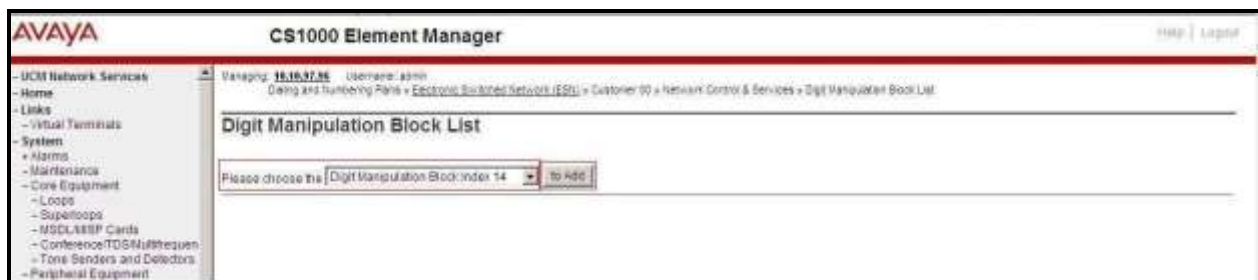 AVAYA
CS1000 Element Manager
Help | Logout
- UCM Network Services
- Home
- Links
- Virtual Terminals
- System
+ Alarms
- Maintenance
- Core Equipment
- Loops
- Superloops
- MSDL/MISP Cards
- Conference/TDS/Multifrequen
- Tone Senders and Detectors
- Peripheral Equipment
Managing: 10.10.97.96 Username: admin
Dialing and Numbering Plans » Electronic Switched Network (ESN) » Customer 00 » Network Control & Services » Digit Manipulation Block List
Digit Manipulation Block List
Please choose the Digit Manipulation Block Index 14 to Add